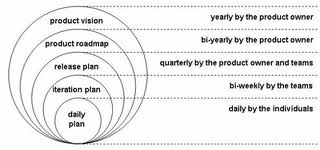 product vision
yearly by the product owner
product roadmap
bi-yearly by the product owner
release plan
quarterly by the product owner and teams
iteration plan
bi-weekly by the teams
daily
plan
daily by the individuals